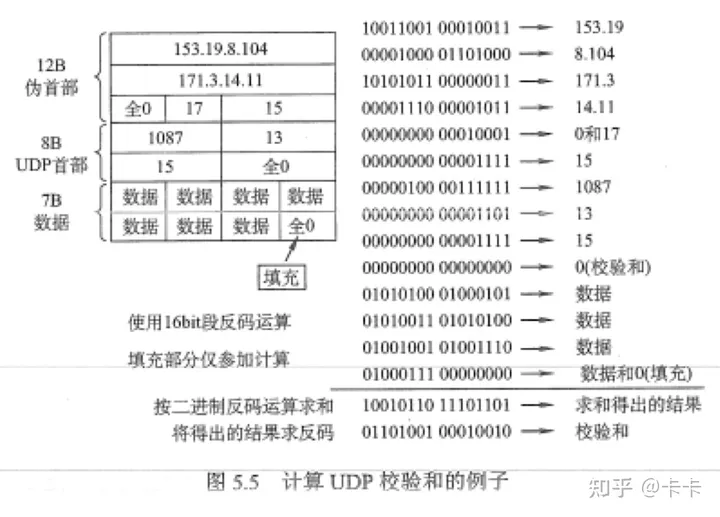 12B
伪首部
153.19.8.104
171.3.14.11
全0 17 15
8B
UDP首部
1087 13
15 全0
7B
数据
数据 数据 数据 数据
数据 数据 数据 全0
填充
10011001 00010011 → 153.19
00001000 01101000 → 8.104
10101011 00000011 → 171.3
00001110 00001011 → 14.11
00000000 00010001 → 0和17
00000000 00001111 → 15
00000100 00111111 → 1087
00000000 00001101 → 13
00000000 00001111 → 15
00000000 00000000 → 0(校验和)
01010100 01000101 → 数据
01010011 01010100 → 数据
01001001 01001110 → 数据
01000111 00000000 → 数据和0(填充)
使用16bit段反码运算
填充部分仅参加计算
按二进制反码运算求和 10010110 11101101 → 求和得出的结果
将得出的结果求反码 01101001 00010010 → 校验和
图 5.5 计算 UDP 校验和的例子
知乎 @卡卡